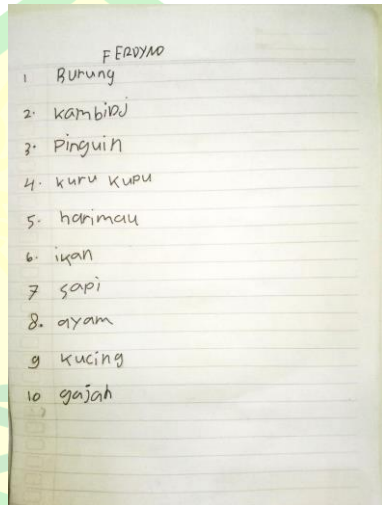 FERDYNO
1 Burung
2. kambiDJ
3. Pinguin
4. kuru kupu
5. harimau
6. ikan
7 sapi
8. ayam
9 kucing
10 gajah